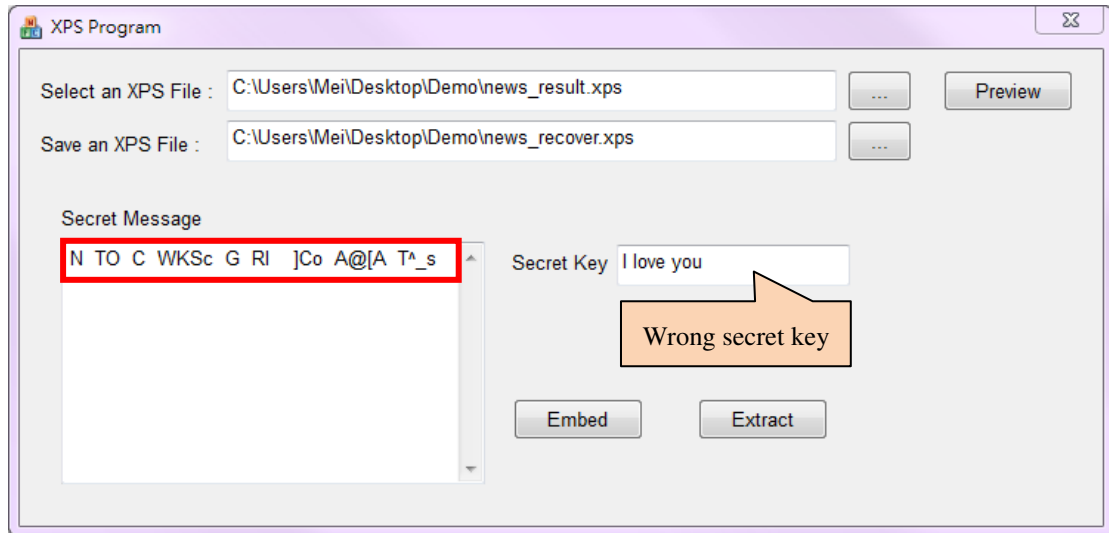 XPS Program
Select an XPS File : C:\Users\Mei\Desktop\Demo\news_result.xps ... Preview
Save an XPS File : C:\Users\Mei\Desktop\Demo\news_recover.xps ...
Secret Message
N TO C WKSc G RI ]Co A@[A T^_s
Secret Key I love you
Wrong secret key
Embed Extract